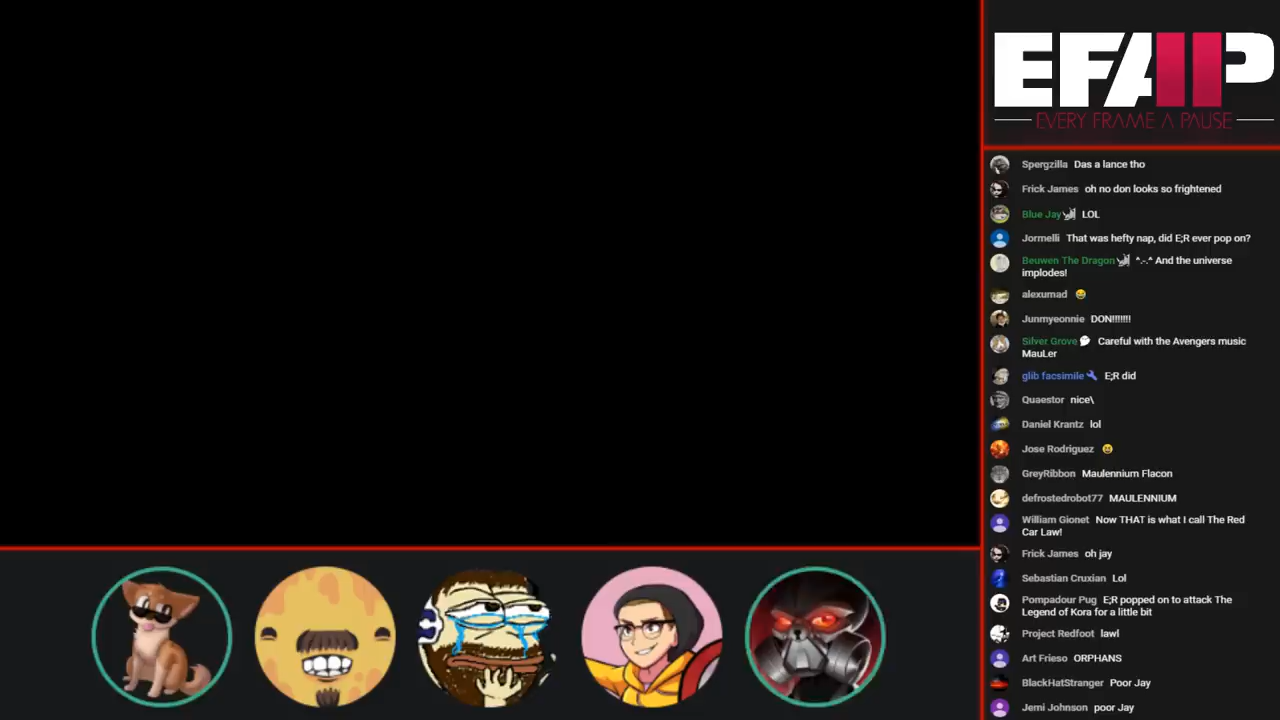 EFAP
EVERY FRAME A PAUSE
Spergzilla Das a lance tho
Frick James oh no don looks so frightened
Blue Jay LOL
Jormelli That was hefty nap, did E;R ever pop on?
Beuwen The Dragon ^.-.^ And the universe
implodes!
alexumad 😂
Junmyeonnie DON!!!!!!!
Silver Grove Careful with the Avengers music
MauLer
glib facsimile E;R did
Quaestor nice\
Daniel Krantz lol
Jose Rodriguez 😃
GreyRibbon Maulennium Flacon
defrostedrobot77 MAULENNIUM
William Gionet Now THAT is what I call The Red
Car Law!
Frick James oh jay
Sebastian Cruxian Lol
Pompadour Pug E;R popped on to attack The
Legend of Kora for a little bit
Project Redfoot lawl
Art Frieso ORPHANS
BlackHatStranger Poor Jay
Jemi Johnson poor Jay